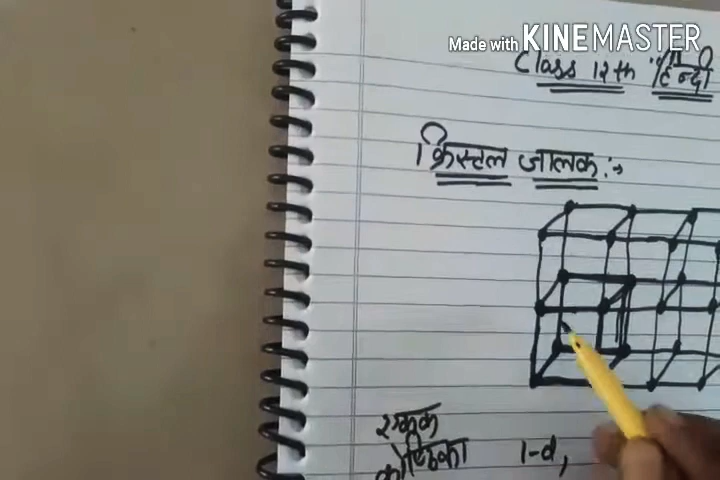 Made with KINEMASTER
Class 12th "हिन्दी
क्रिस्टल जालक :→
एकक
कोष्ठिका 1-d,